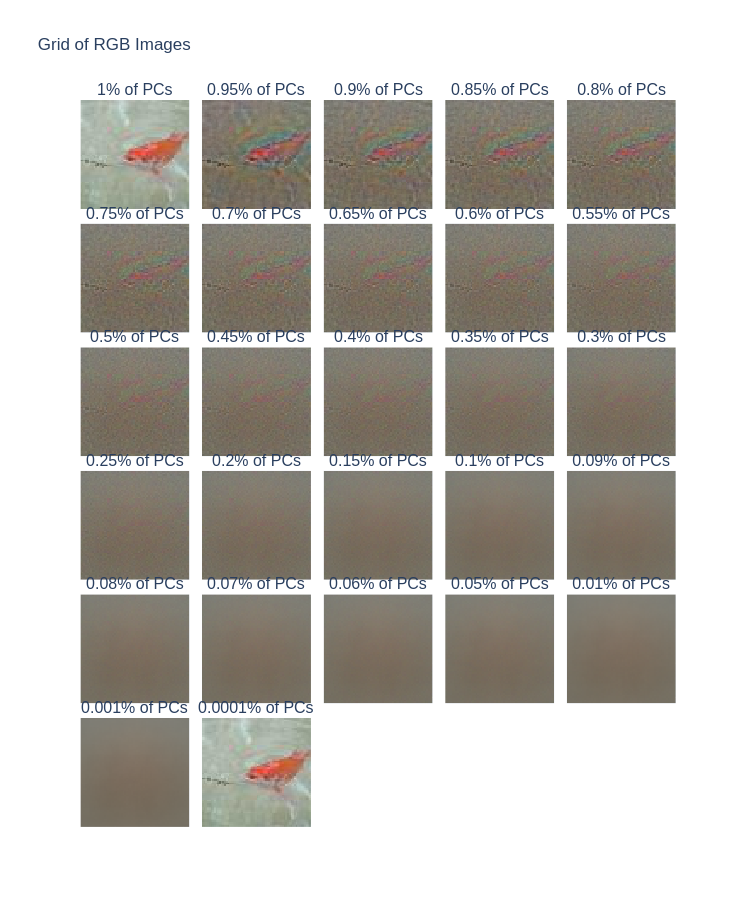 Grid of RGB Images
1% of PCs 0.95% of PCs 0.9% of PCs 0.85% of PCs 0.8% of PCs
0.75% of PCs 0.7% of PCs 0.65% of PCs 0.6% of PCs 0.55% of PCs
0.5% of PCs 0.45% of PCs 0.4% of PCs 0.35% of PCs 0.3% of PCs
0.25% of PCs 0.2% of PCs 0.15% of PCs 0.1% of PCs 0.09% of PCs
0.08% of PCs 0.07% of PCs 0.06% of PCs 0.05% of PCs 0.01% of PCs
0.001% of PCs 0.0001% of PCs